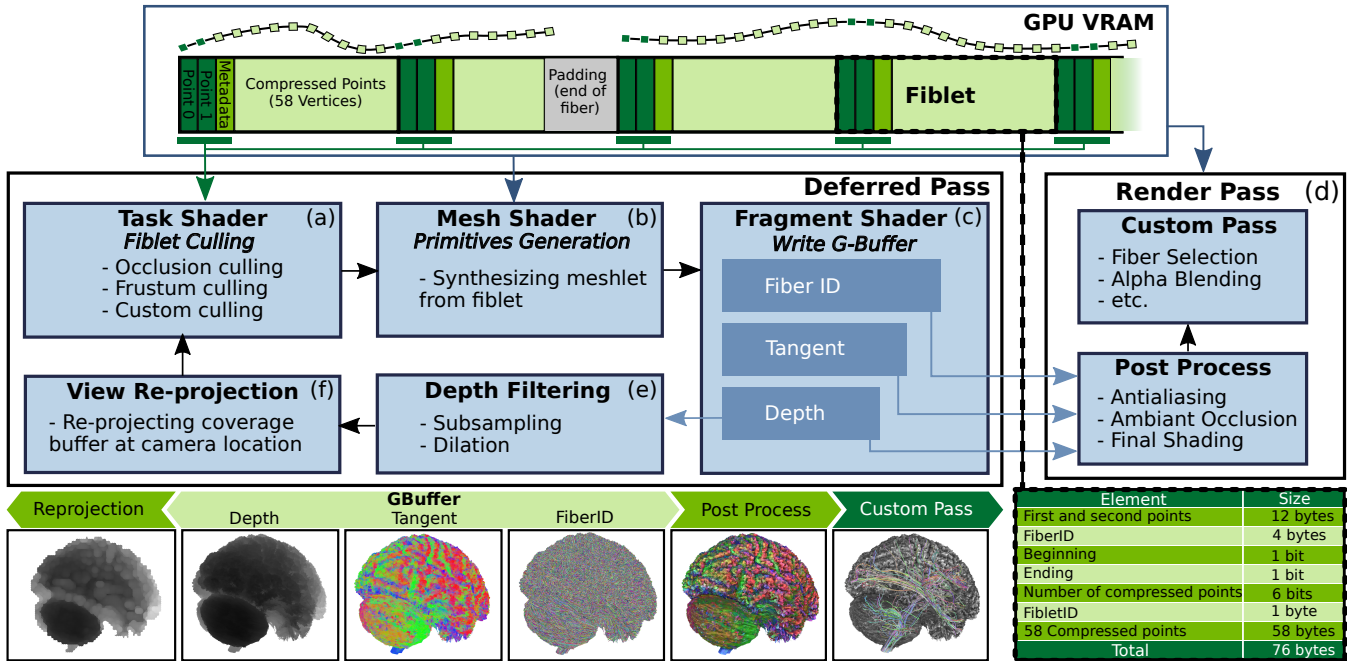 GPU VRAM
Point 0
Point 1
Metadata
Compressed Points
(58 Vertices)
Padding
(end of
fiber)
Fiblet
Deferred Pass
Task Shader
(a)
Fiblet Culling
- Occlusion culling
- Frustum culling
- Custom culling
Mesh Shader
(b)
Primitives Generation
- Synthesizing meshlet
from fiblet
Fragment Shader
(c)
Write G-Buffer
Fiber ID
Tangent
Depth
View Re-projection
(f)
- Re-projecting coverage
buffer at camera location
Depth Filtering
(e)
- Subsampling
- Dilation
Render Pass
(d)
Custom Pass
- Fiber Selection
- Alpha Blending
- etc.
Post Process
- Antialiasing
- Ambiant Occlusion
- Final Shading
Reprojection
GBuffer
Depth
Tangent
FiberID
Post Process
Custom Pass
Element Size
First and second points 12 bytes
FiberID 4 bytes
Beginning 1 bit
Ending 1 bit
Number of compressed points 6 bits
FibletID 1 byte
58 Compressed points 58 bytes
Total 76 bytes